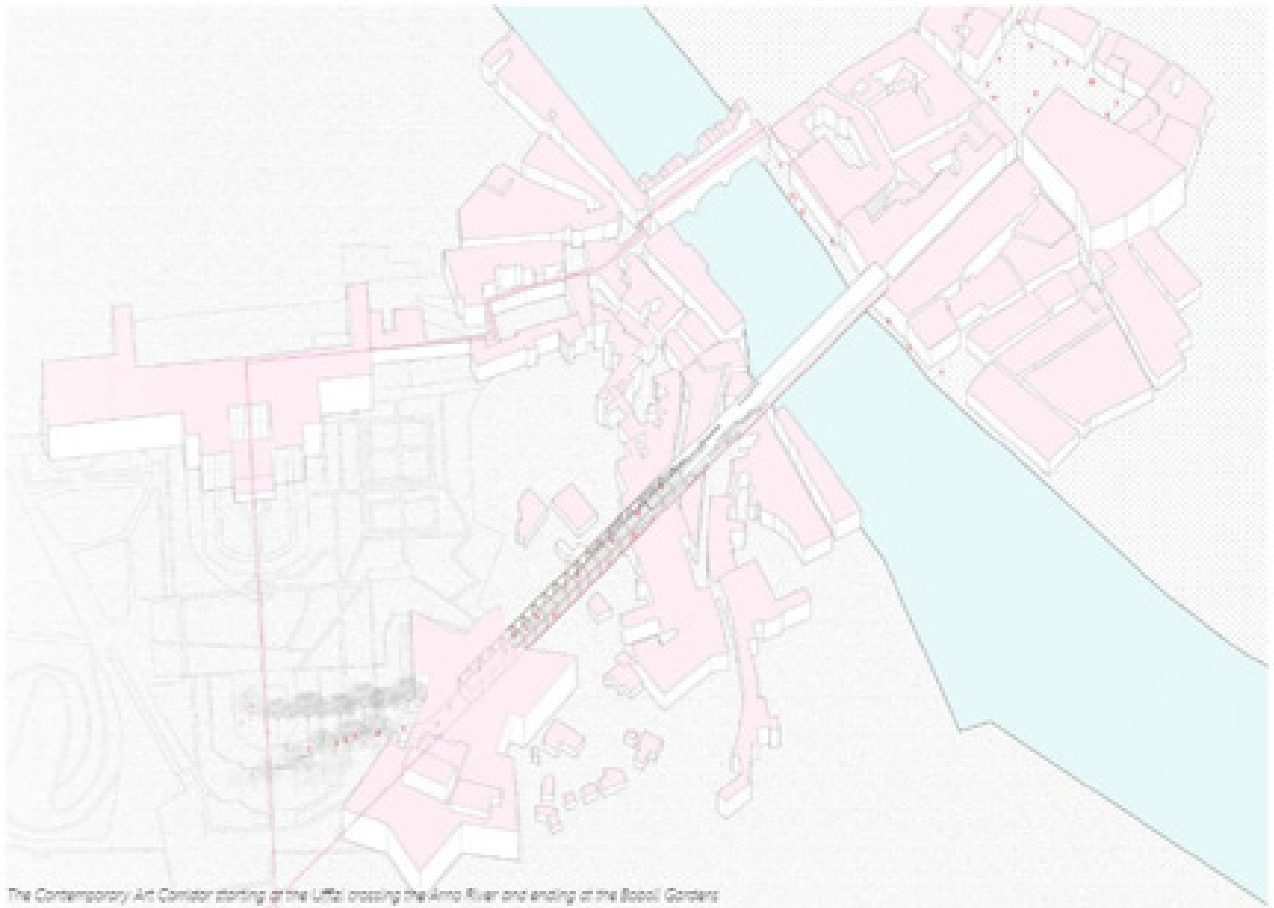 The Contemporary Art Corridor starting at the Uffizi crossing the Arno River and ending at the Boboli Gardens